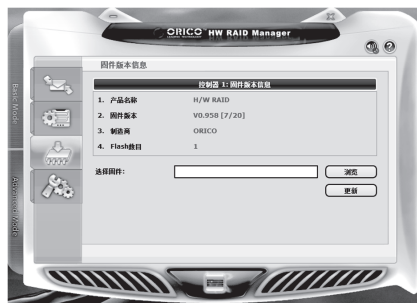 ORICO HW RAID Manager
固件版本信息
Basic Mode
控制器 1: 固件版本信息
1. 产品名称 H/W RAID
2. 固件版本 V0.958 [7/20]
3. 制造商 ORICO
4. Flash数目 1
选择固件: 浏览
更新
Advanced Mode